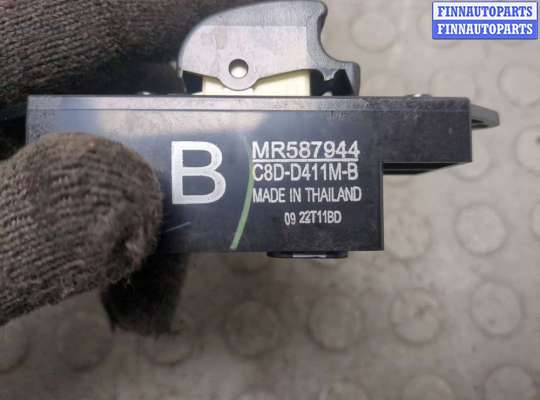 FINNAUTOPARTS
FINNAUTOPARTS
B
MR587944
C8D-D411M-B
MADE IN THAILAND
09 22T11BD